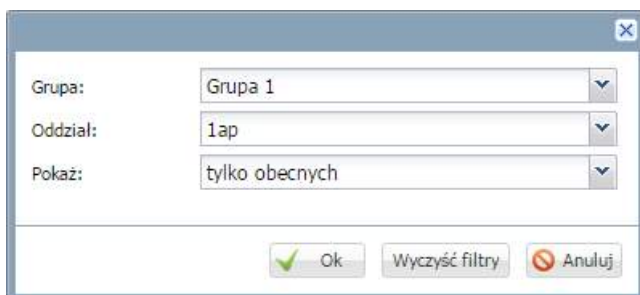 Grupa: Grupa 1
Oddział: 1ap
Pokaż: tylko obecnych
Ok Wyczyść filtry Anuluj